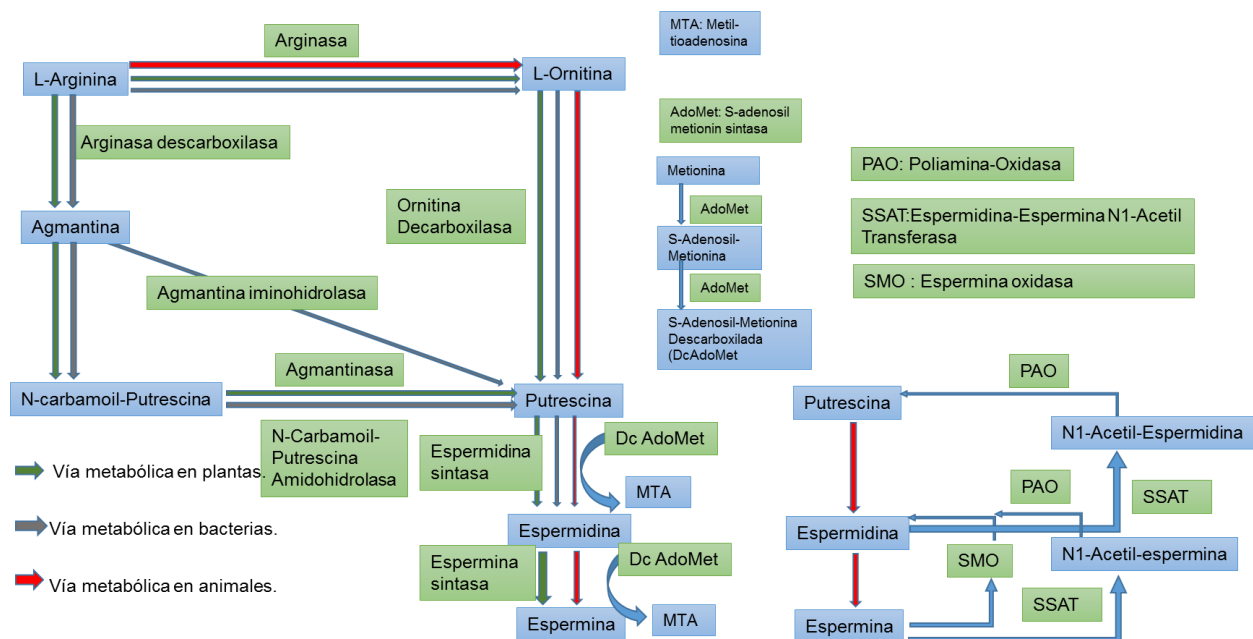 Arginasa
L-Arginina
L-Ornitina
Arginasa descarboxilasa
Agmantina
Ornitina
Decarboxilasa
Agmantina iminohidrolasa
Agmantinasa
N-carbamoil-Putrescina
Putrescina
N-Carbamoil-
Putrescina
Amidohidrolasa
Espermidina
sintasa
Dc AdoMet
MTA
Espermidina
Espermina
sintasa
Dc AdoMet
MTA
Espermina
Vía metabólica en plantas.
Vía metabólica en bacterias.
Vía metabólica en animales.
MTA: Metil-
tioadenosina
AdoMet: S-adenosil
metionin sintasa
Metionina
AdoMet
S-Adenosil-
Metionina
AdoMet
S-Adenosil-Metionina
Descarboxilada
(DcAdoMet
PAO: Poliamina-Oxidasa
SSAT:Espermidina-Espermina N1-Acetil
Transferasa
SMO : Espermina oxidasa
PAO
Putrescina
N1-Acetil-Espermidina
PAO
SSAT
Espermidina
SMO
N1-Acetil-espermina
SSAT
Espermina